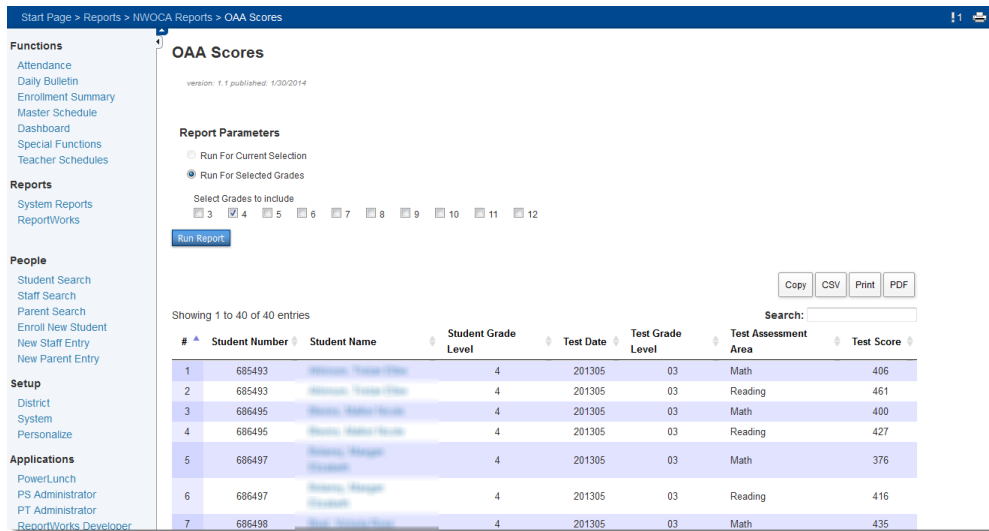 Start Page > Reports > NWOCA Reports > OAA Scores
!1
Functions
Attendance
Daily Bulletin
Enrollment Summary
Master Schedule
Dashboard
Special Functions
Teacher Schedules
Reports
System Reports
ReportWorks
People
Student Search
Staff Search
Parent Search
Enroll New Student
New Staff Entry
New Parent Entry
Setup
District
System
Personalize
Applications
PowerLunch
PS Administrator
PT Administrator
ReportWorks Developer
OAA Scores
version: 1.1 published: 1/30/2014
Report Parameters
Run For Current Selection
Run For Selected Grades
Select Grades to include
3 4 5 6 7 8 9 10 11 12
Run Report
Copy CSV Print PDF
Showing 1 to 40 of 40 entries Search:
# Student Number Student Name Student Grade Level Test Date Test Grade Level Test Assessment Area Test Score
1 685493 4 201305 03 Math 406
2 685493 4 201305 03 Reading 461
3 686495 4 201305 03 Math 400
4 686495 4 201305 03 Reading 427
5 686497 4 201305 03 Math 376
6 686497 4 201305 03 Reading 416
7 686498 4 201305 03 Math 435